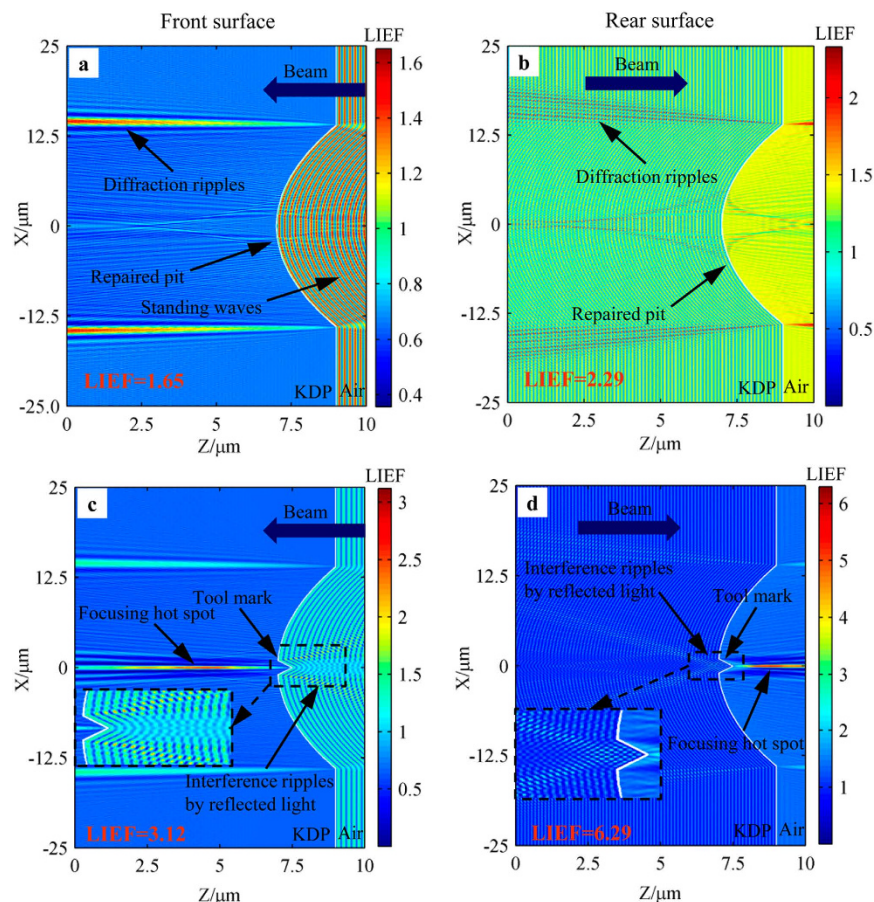 Front surface
Rear surface
LIEF
LIEF
a
Beam
Diffraction ripples
Repaired pit
Standing waves
LIEF=1.65
KDP
Air
25
12.5
0
-12.5
-25.0
X/μm
0
2.5
5
7.5
10
Z/μm
1.6
1.4
1.2
1
0.8
0.6
0.4
b
Beam
Diffraction ripples
Repaired pit
LIEF=2.29
KDP
Air
25
12.5
0
-12.5
25
X/μm
0
2.5
5
7.5
10
Z/μm
2
1.5
1
0.5
LIEF
LIEF
c
Beam
Focusing hot spot
Tool mark
Interference ripples
by reflected light
LIEF=3.12
KDP
Air
25
12.5
0
-12.5
-25
X/μm
0
2.5
5
7.5
10
Z/μm
3
2.5
2
1.5
1
0.5
d
Beam
Interference ripples
by reflected light
Tool mark
Focusing hot spot
LIEF=6.29
KDP
Air
25
12.5
0
-12.5
-25
X/μm
0
2.5
5
7.5
10
Z/μm
6
5
4
3
2
1